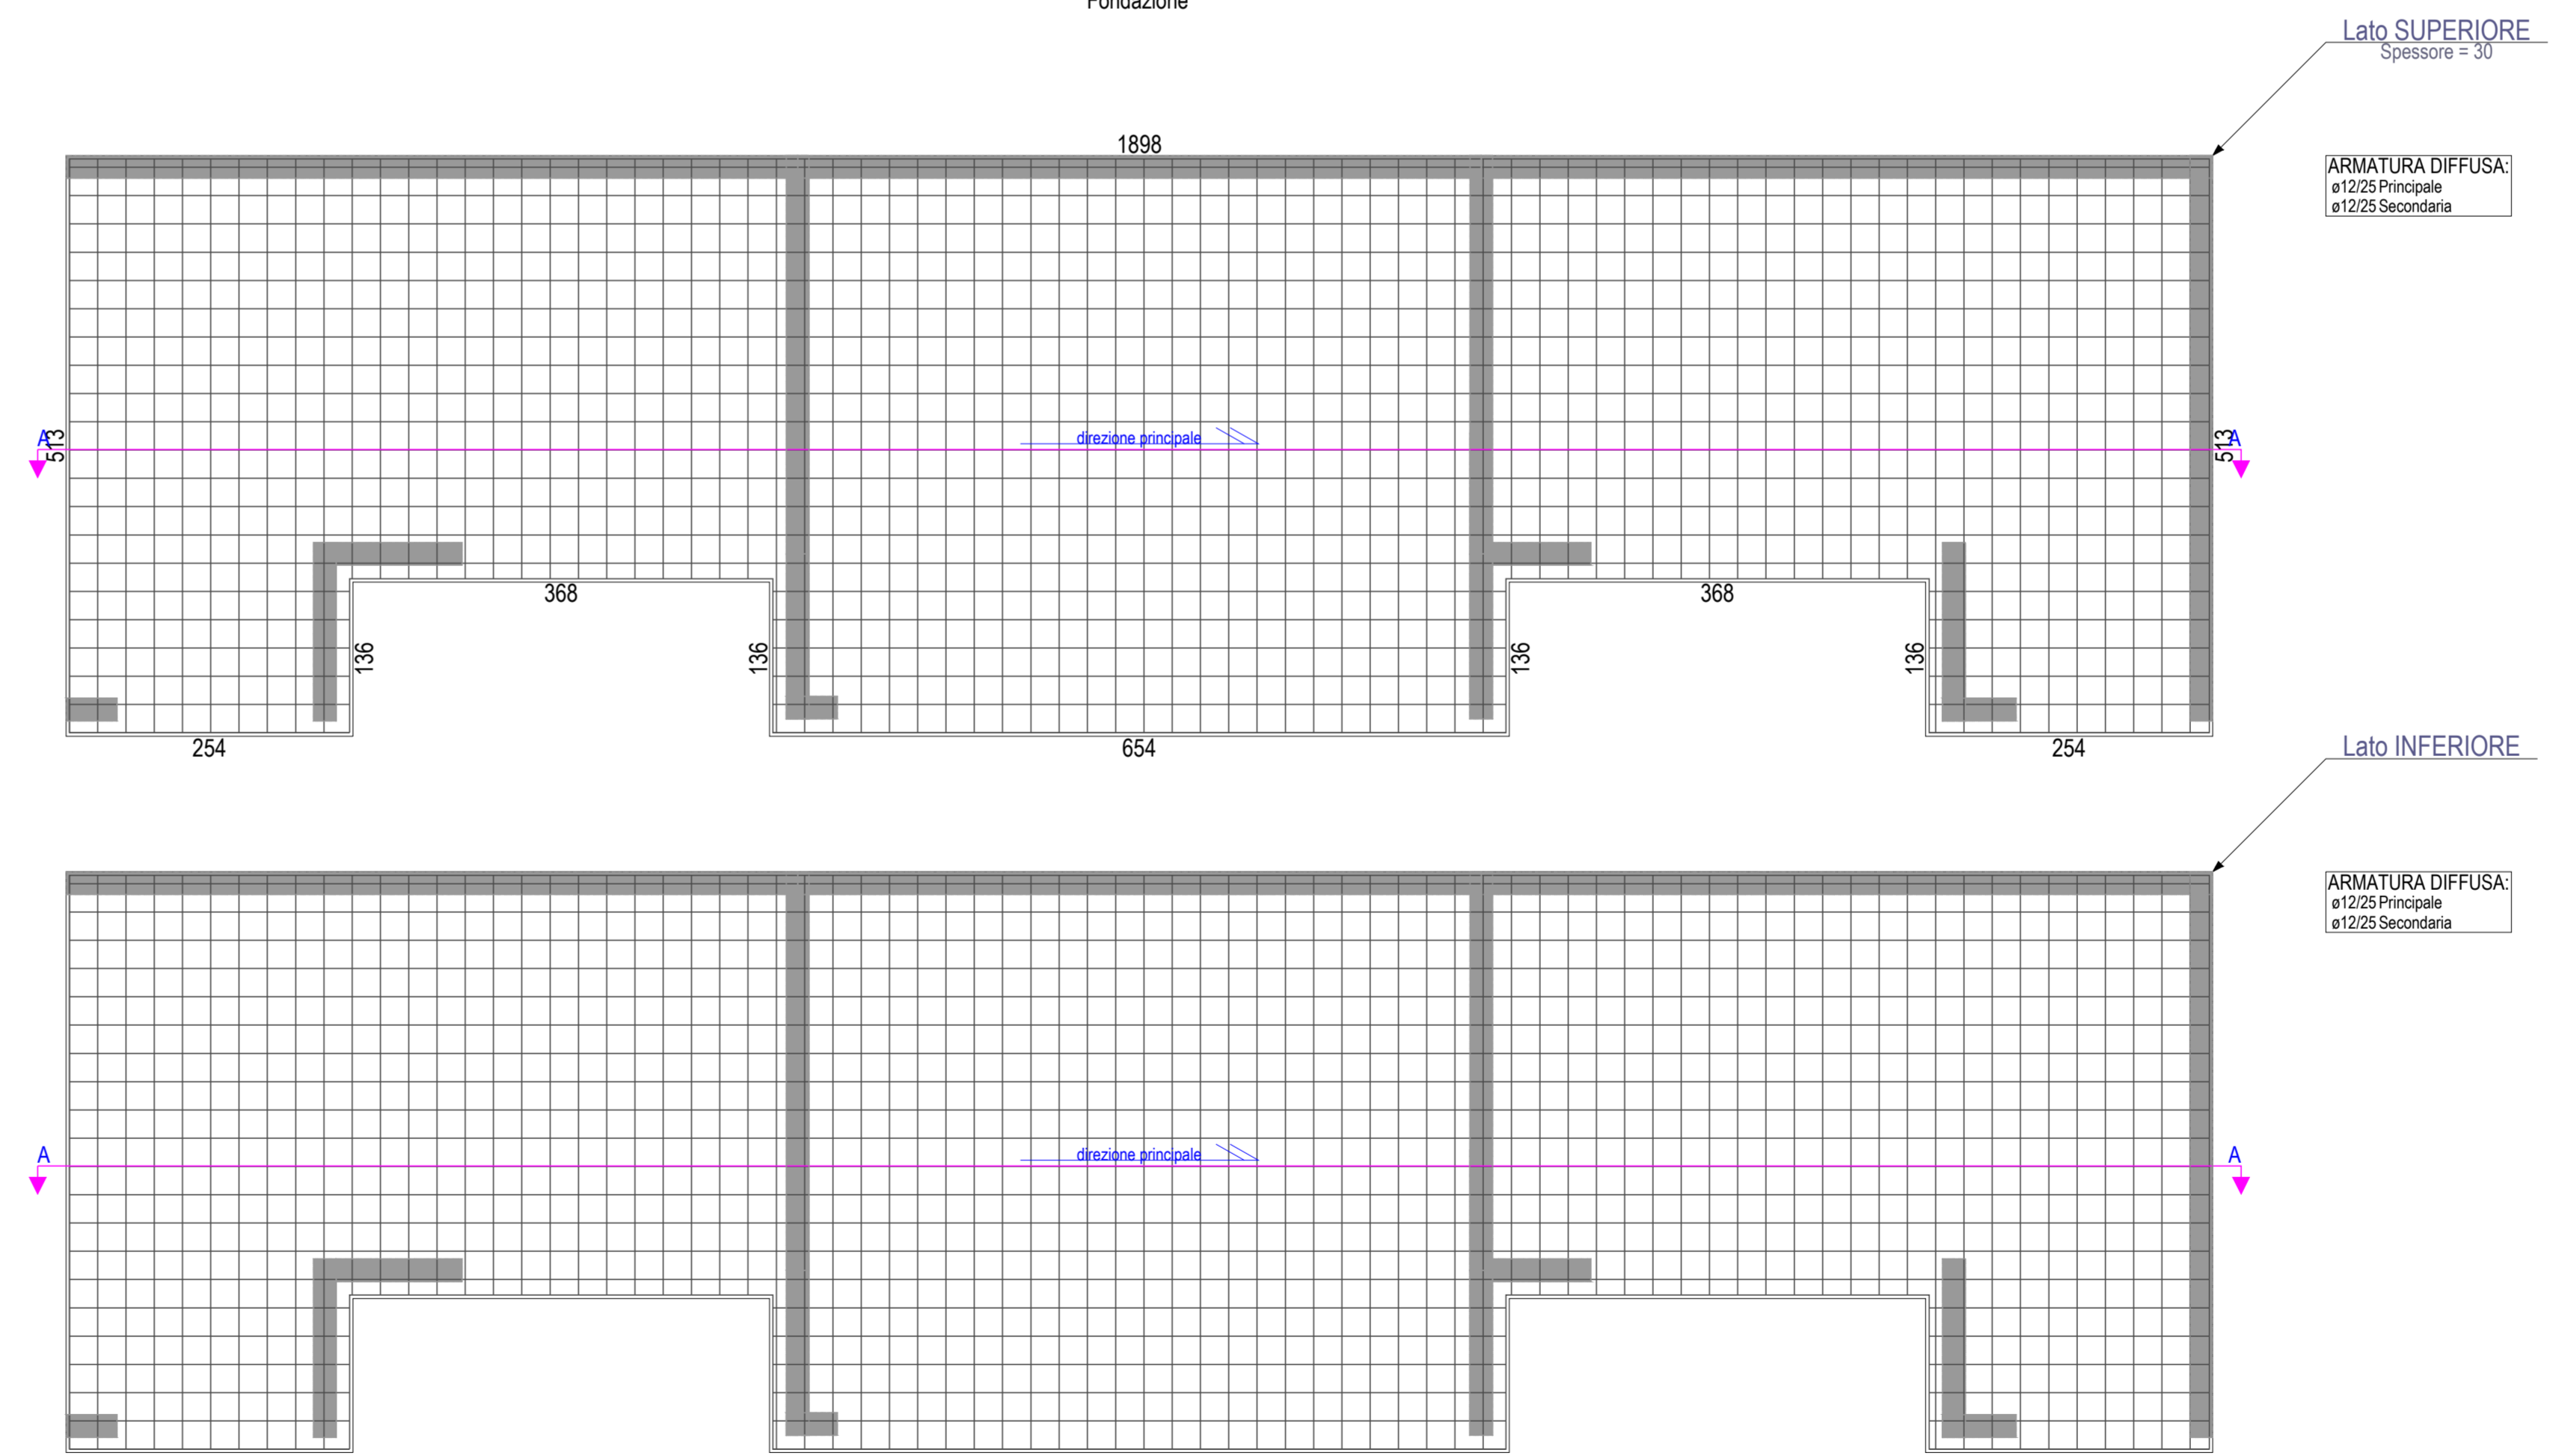 Fondazione
Lato SUPERIORE
Spessore = 30
1898
ARMATURA DIFFUSA:
ø12/25 Principale
ø12/25 Secondaria
A
513
direzione principale
513
A
368
368
136
136
136
136
254
654
254
Lato INFERIORE
ARMATURA DIFFUSA:
ø12/25 Principale
ø12/25 Secondaria
A
direzione principale
A